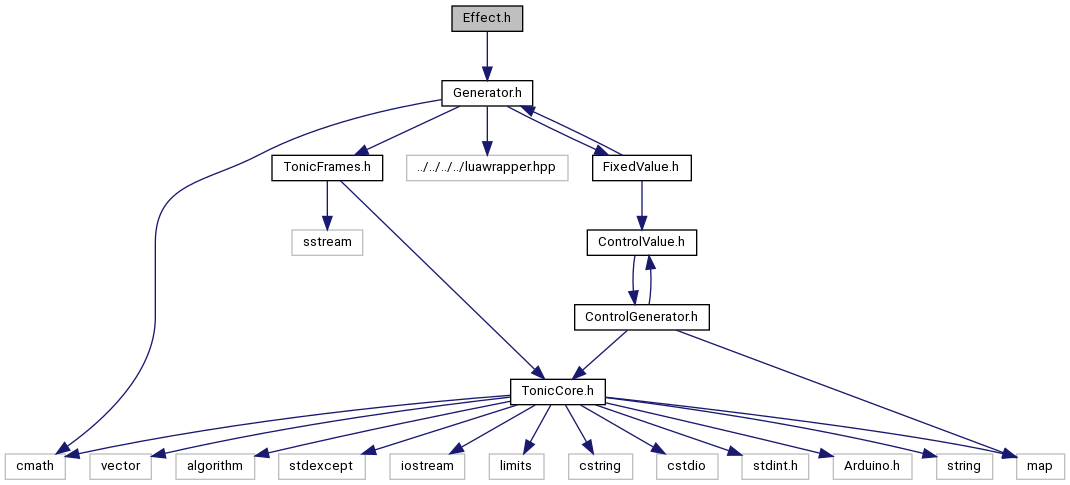 Effect.h
Generator.h
TonicFrames.h
../../../../luawrapper.hpp
FixedValue.h
sstream
ControlValue.h
ControlGenerator.h
TonicCore.h
cmath
vector
algorithm
stdexcept
iostream
limits
cstring
cstdio
stdint.h
Arduino.h
string
map